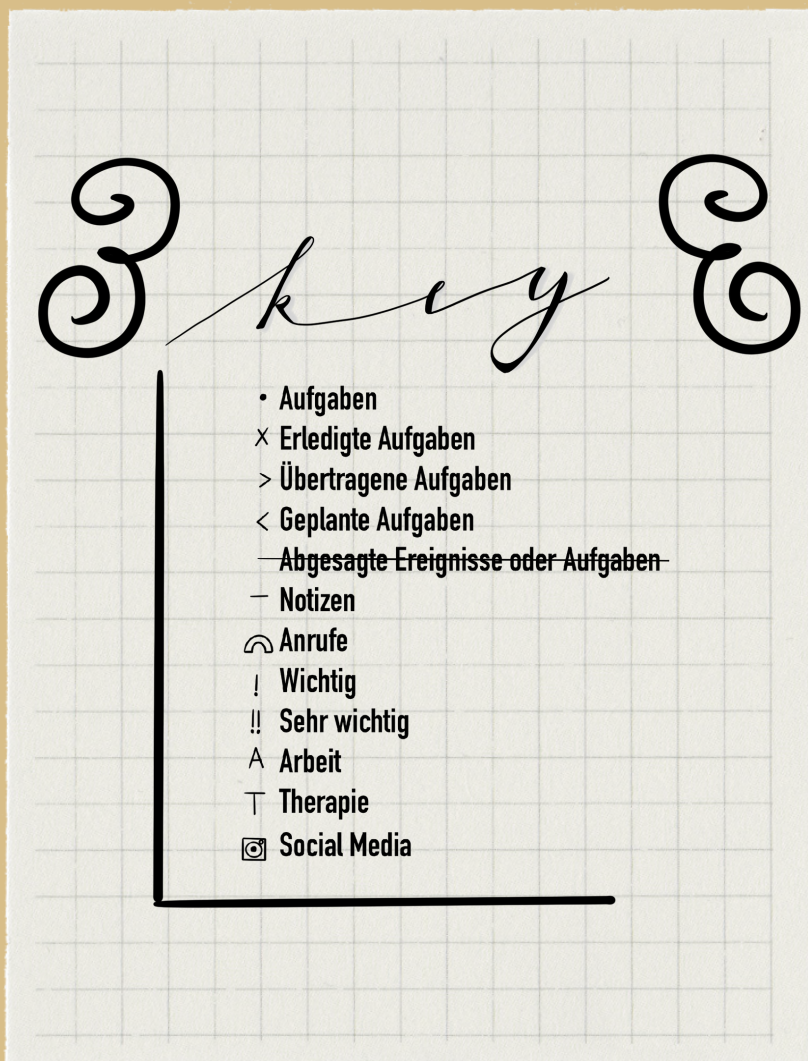 key
• Aufgaben
x Erledigte Aufgaben
> Übertragene Aufgaben
< Geplante Aufgaben
Abgesagte Ereignisse oder Aufgaben
– Notizen
Anrufe
! Wichtig
!! Sehr wichtig
A Arbeit
T Therapie
Social Media